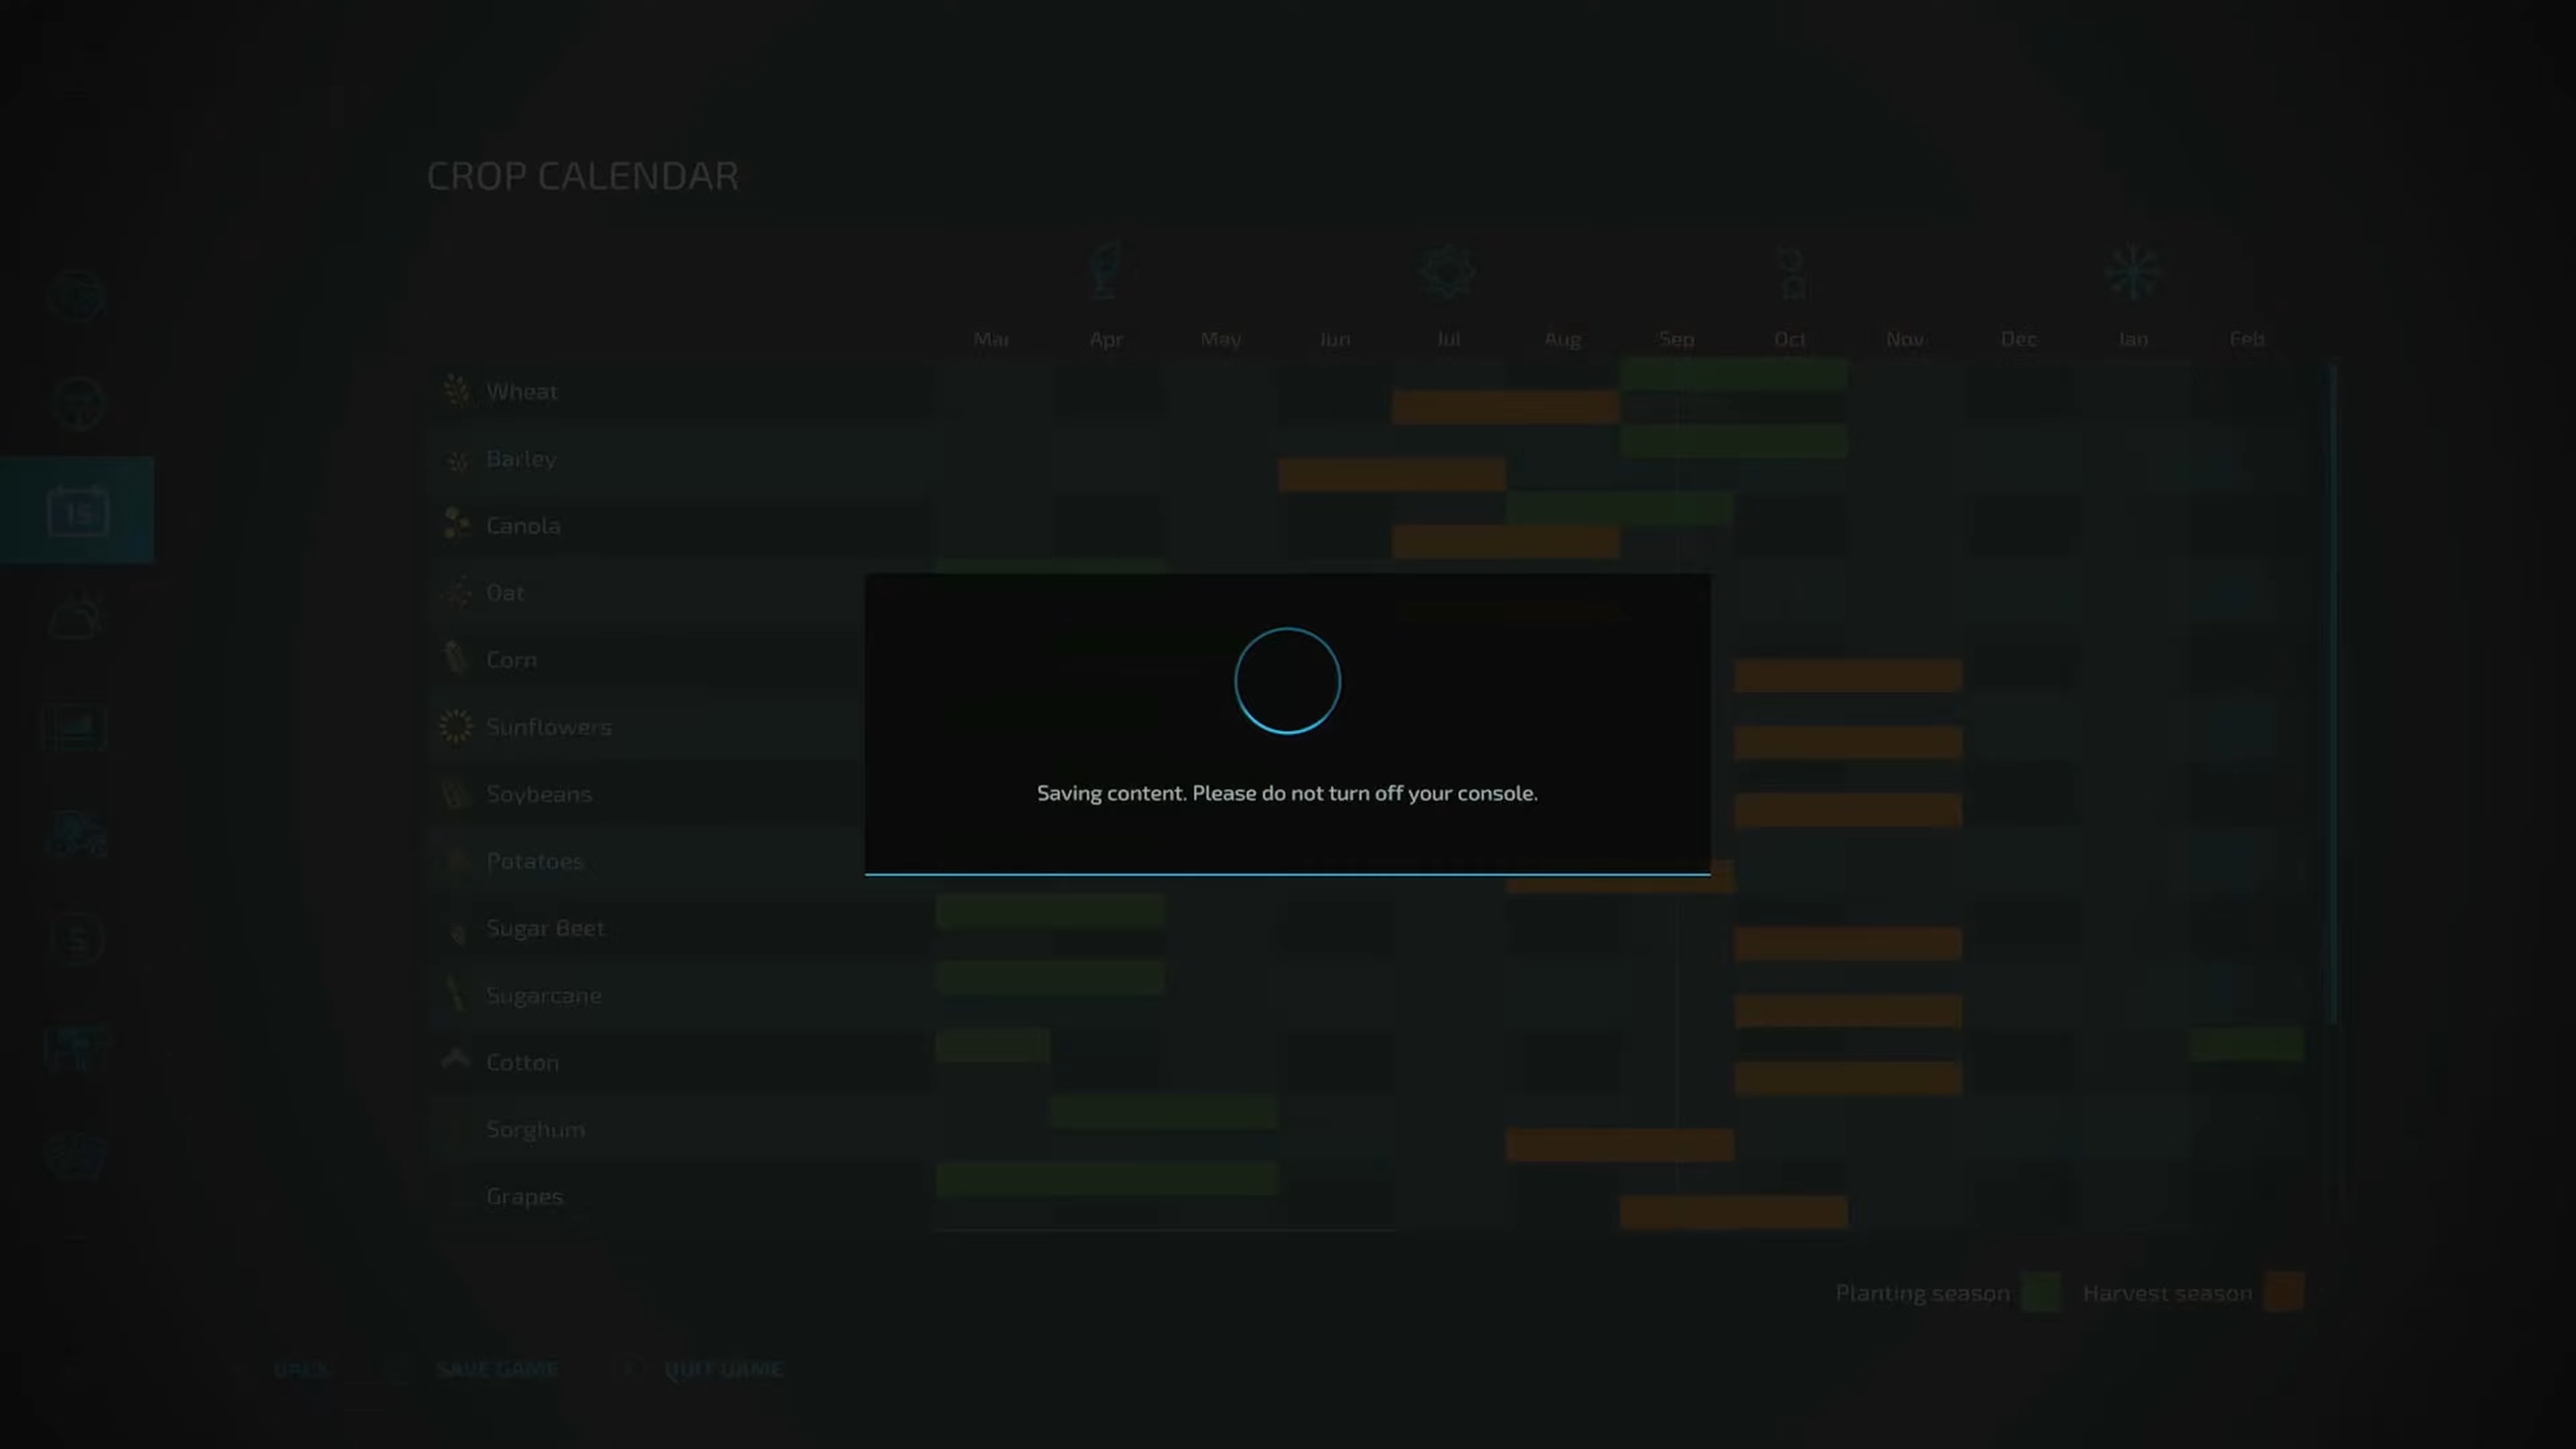 CROP CALENDAR
Mar Apr May Jun Jul Aug Sep Oct Nov Dec Jan Feb
Wheat
Barley
15
Canola
Oat
Corn
Sunflowers
Saving content. Please do not turn off your console.
Soybeans
Potatoes
Sugar Beet
Sugarcane
Cotton
Sorghum
Grapes
Planting season Harvest season
BACK SAVE GAME QUIT GAME